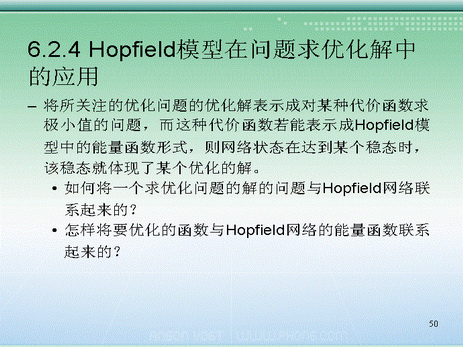 6.2.4 Hopfield模型在问题求优化解中
的应用
– 将所关注的优化问题的优化解表示成对某种代价函数求
极小值的问题，而这种代价函数若能表示成Hopfield模
型中的能量函数形式，则网络状态在达到某个稳态时，
该稳态就体现了某个优化的解。
• 如何将一个求优化问题的解的问题与Hopfield网络联
系起来的？
• 怎样将要优化的函数与Hopfield网络的能量函数联系
起来的？
50